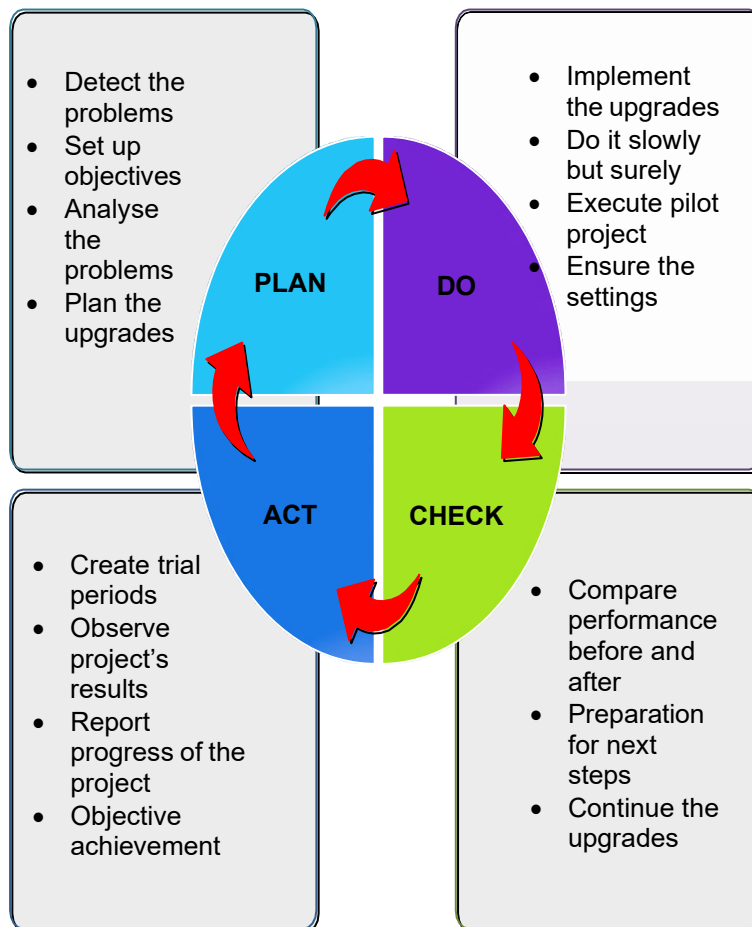 • Detect the
problems
• Set up
objectives
• Analyse
the
problems
• Plan the
upgrades
• Implement
the upgrades
• Do it slowly
but surely
• Execute pilot
project
• Ensure the
settings
PLAN
DO
ACT
CHECK
• Create trial
periods
• Observe
project's
results
• Report
progress of the
project
• Objective
achievement
• Compare
performance
before and
after
• Preparation
for next
steps
• Continue the
upgrades